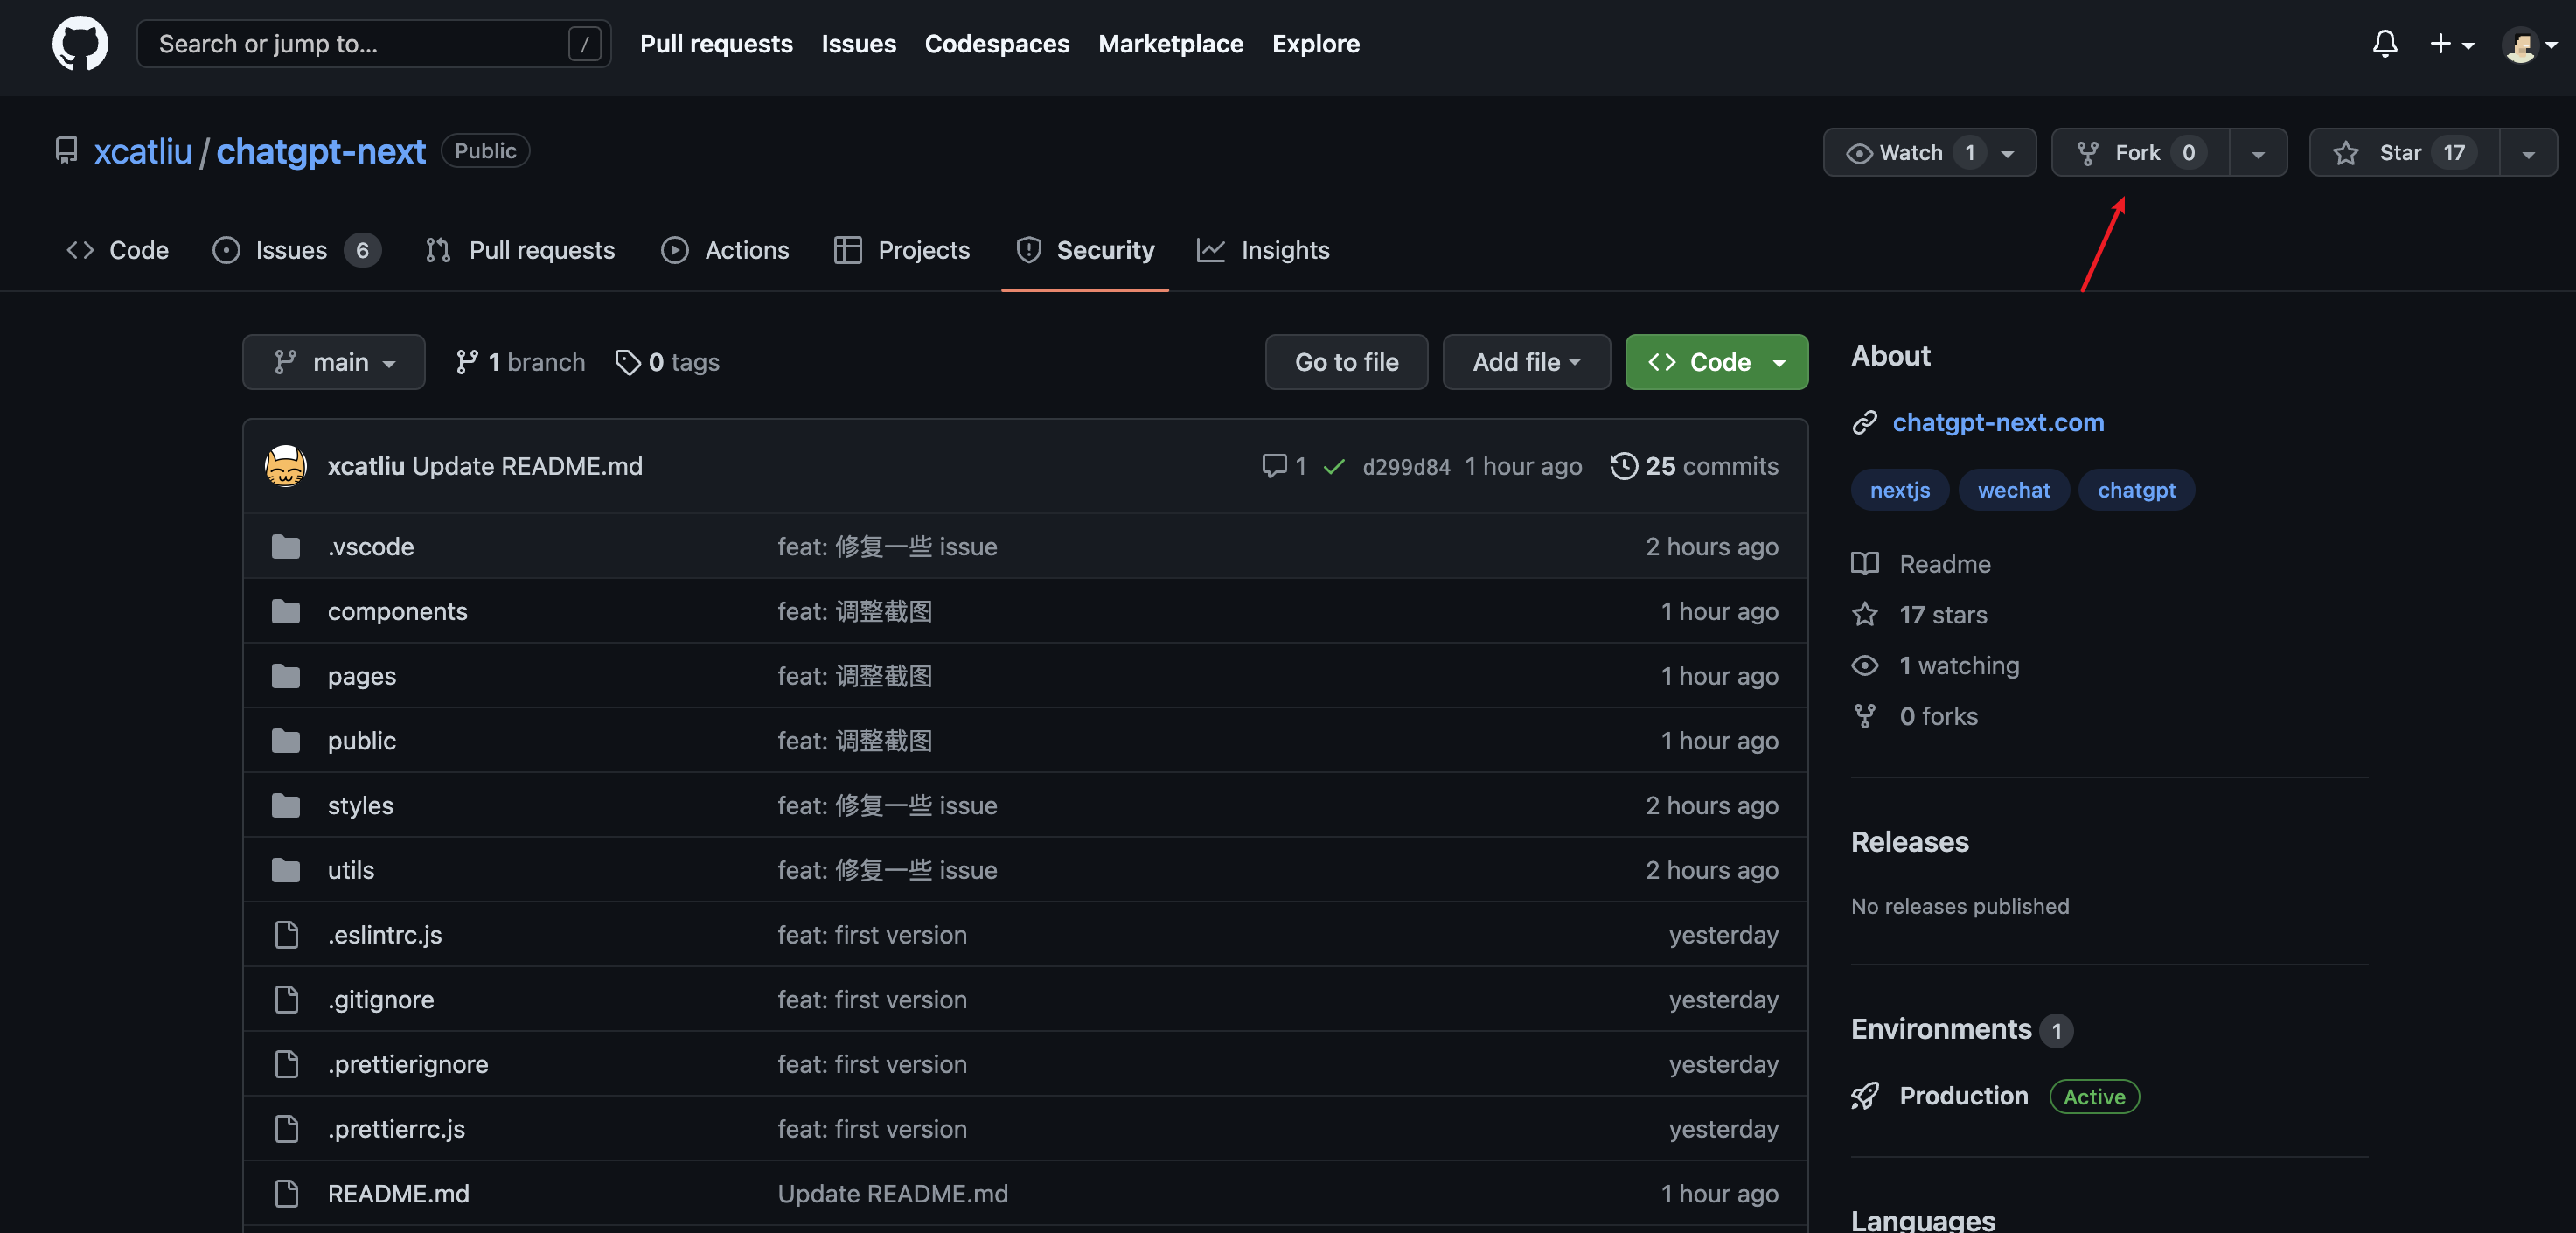 Search or jump to... /
Pull requests Issues Codespaces Marketplace Explore
xcatliu / chatgpt-next Public
Watch 1 Fork 0 Star 17
Code Issues 6 Pull requests Actions Projects Security Insights
main 1 branch 0 tags Go to file Add file Code
xcatliu Update README.md 1 d299d84 1 hour ago 25 commits
.vscode feat: 修复一些 issue 2 hours ago
components feat: 调整截图 1 hour ago
pages feat: 调整截图 1 hour ago
public feat: 调整截图 1 hour ago
styles feat: 修复一些 issue 2 hours ago
utils feat: 修复一些 issue 2 hours ago
.eslintrc.js feat: first version yesterday
.gitignore feat: first version yesterday
.prettierignore feat: first version yesterday
.prettierrc.js feat: first version yesterday
README.md Update README.md 1 hour ago
About
chatgpt-next.com
nextjs wechat chatgpt
Readme
17 stars
1 watching
0 forks
Releases
No releases published
Environments 1
Production Active
Languages